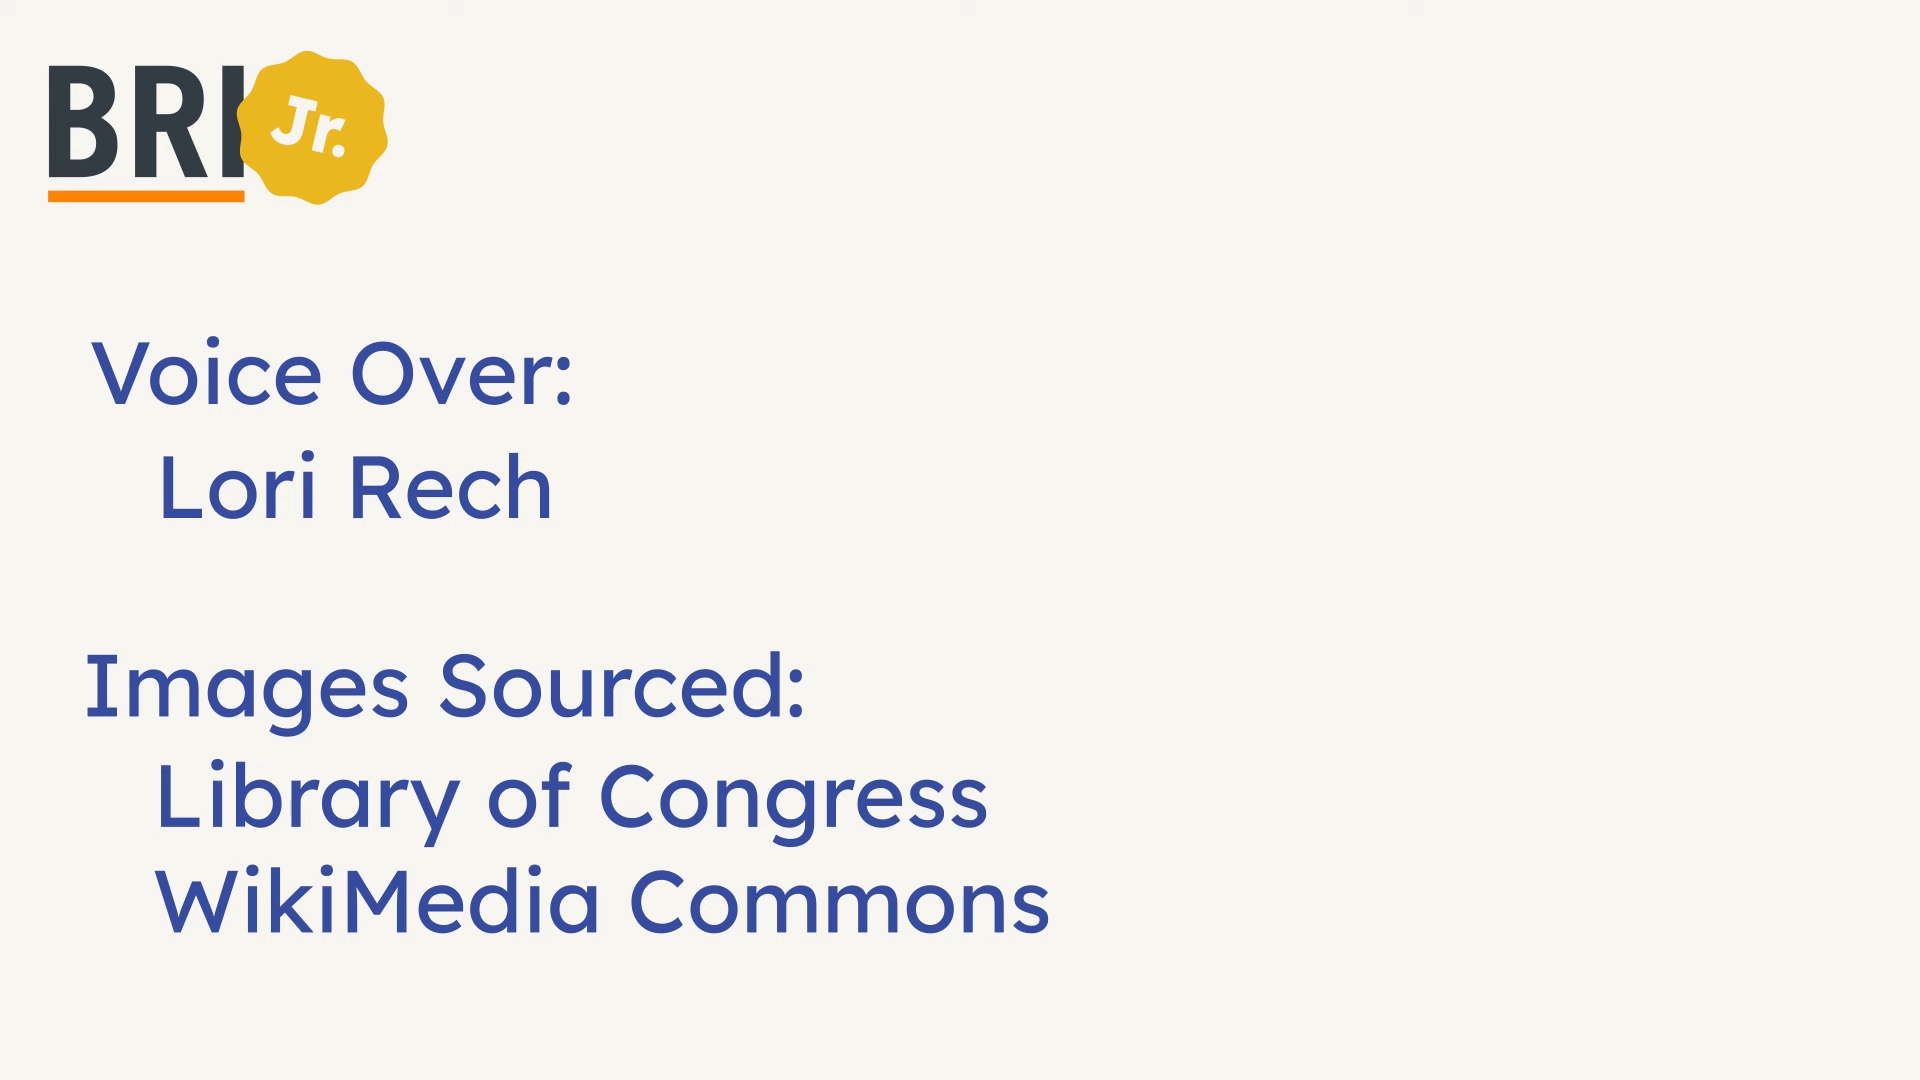 BRI Jr.
Voice Over:
Lori Rech
Images Sourced:
Library of Congress
WikiMedia Commons